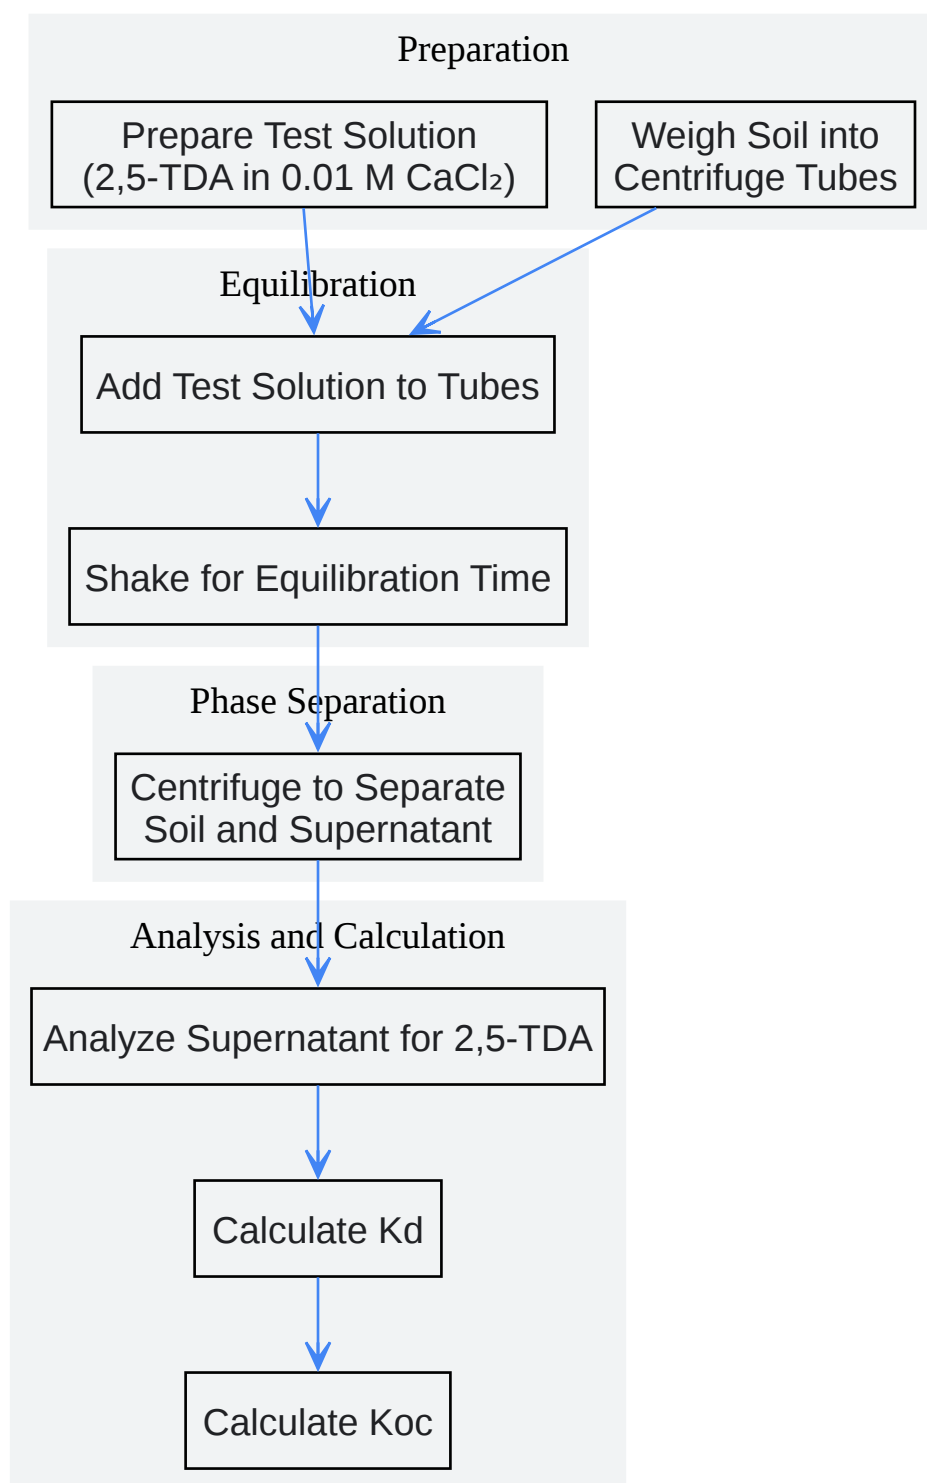 Preparation
Prepare Test Solution
(2,5-TDA in 0.01 M CaCl₂)
Weigh Soil into
Centrifuge Tubes
Equilibration
Add Test Solution to Tubes
Shake for Equilibration Time
Phase Separation
Centrifuge to Separate
Soil and Supernatant
Analysis and Calculation
Analyze Supernatant for 2,5-TDA
Calculate Kd
Calculate Koc